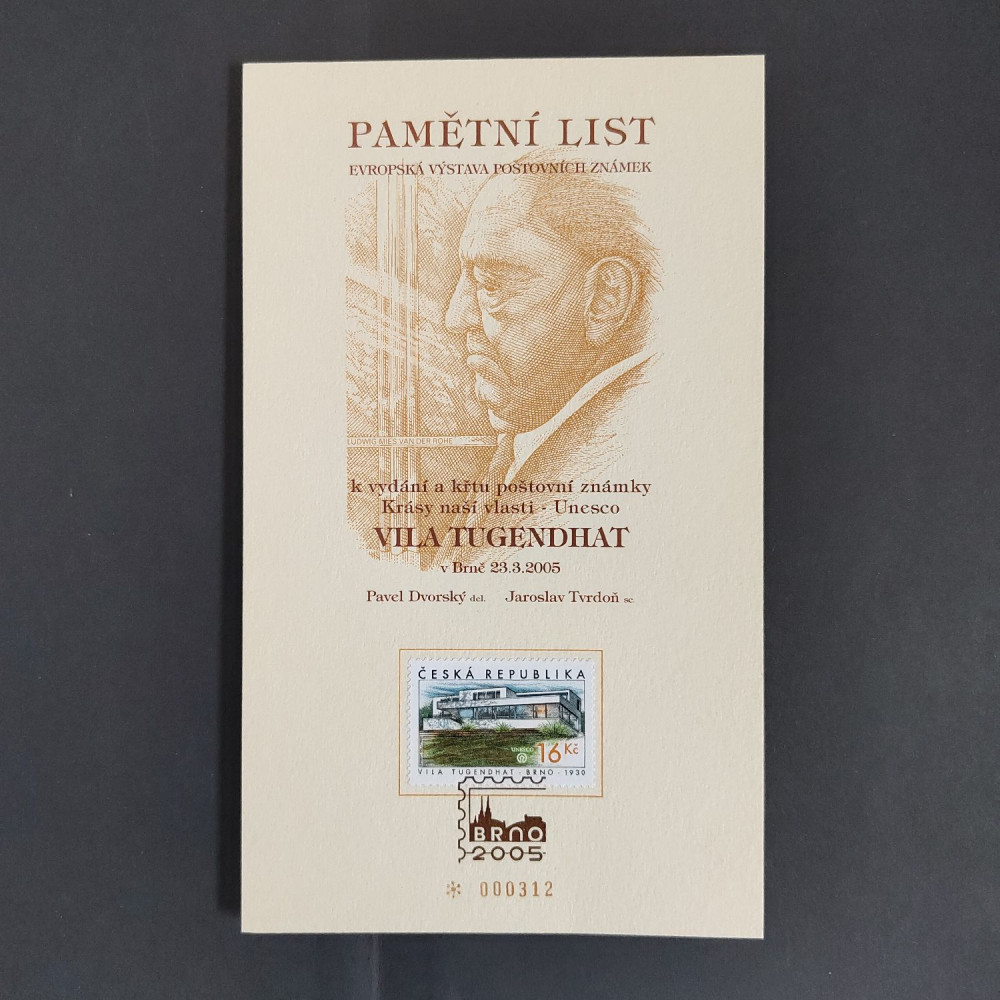 PAMĚTNÍ LIST
EVROPSKÁ VÝSTAVA POŠTOVNÍCH ZNÁMEK
LUDWIG MIES VAN DER ROHE
k vydání a křtu poštovní známky
Krásy naší vlasti - Unesco
VILA TUGENDHAT
v Brně 23.3.2005
Pavel Dvorský del. Jaroslav Tvrdoň sc.
ČESKÁ REPUBLIKA
UNESCO
16 Kč
VILA TUGENDHAT - BRNO - 1930
BRNO
2005
* 000312